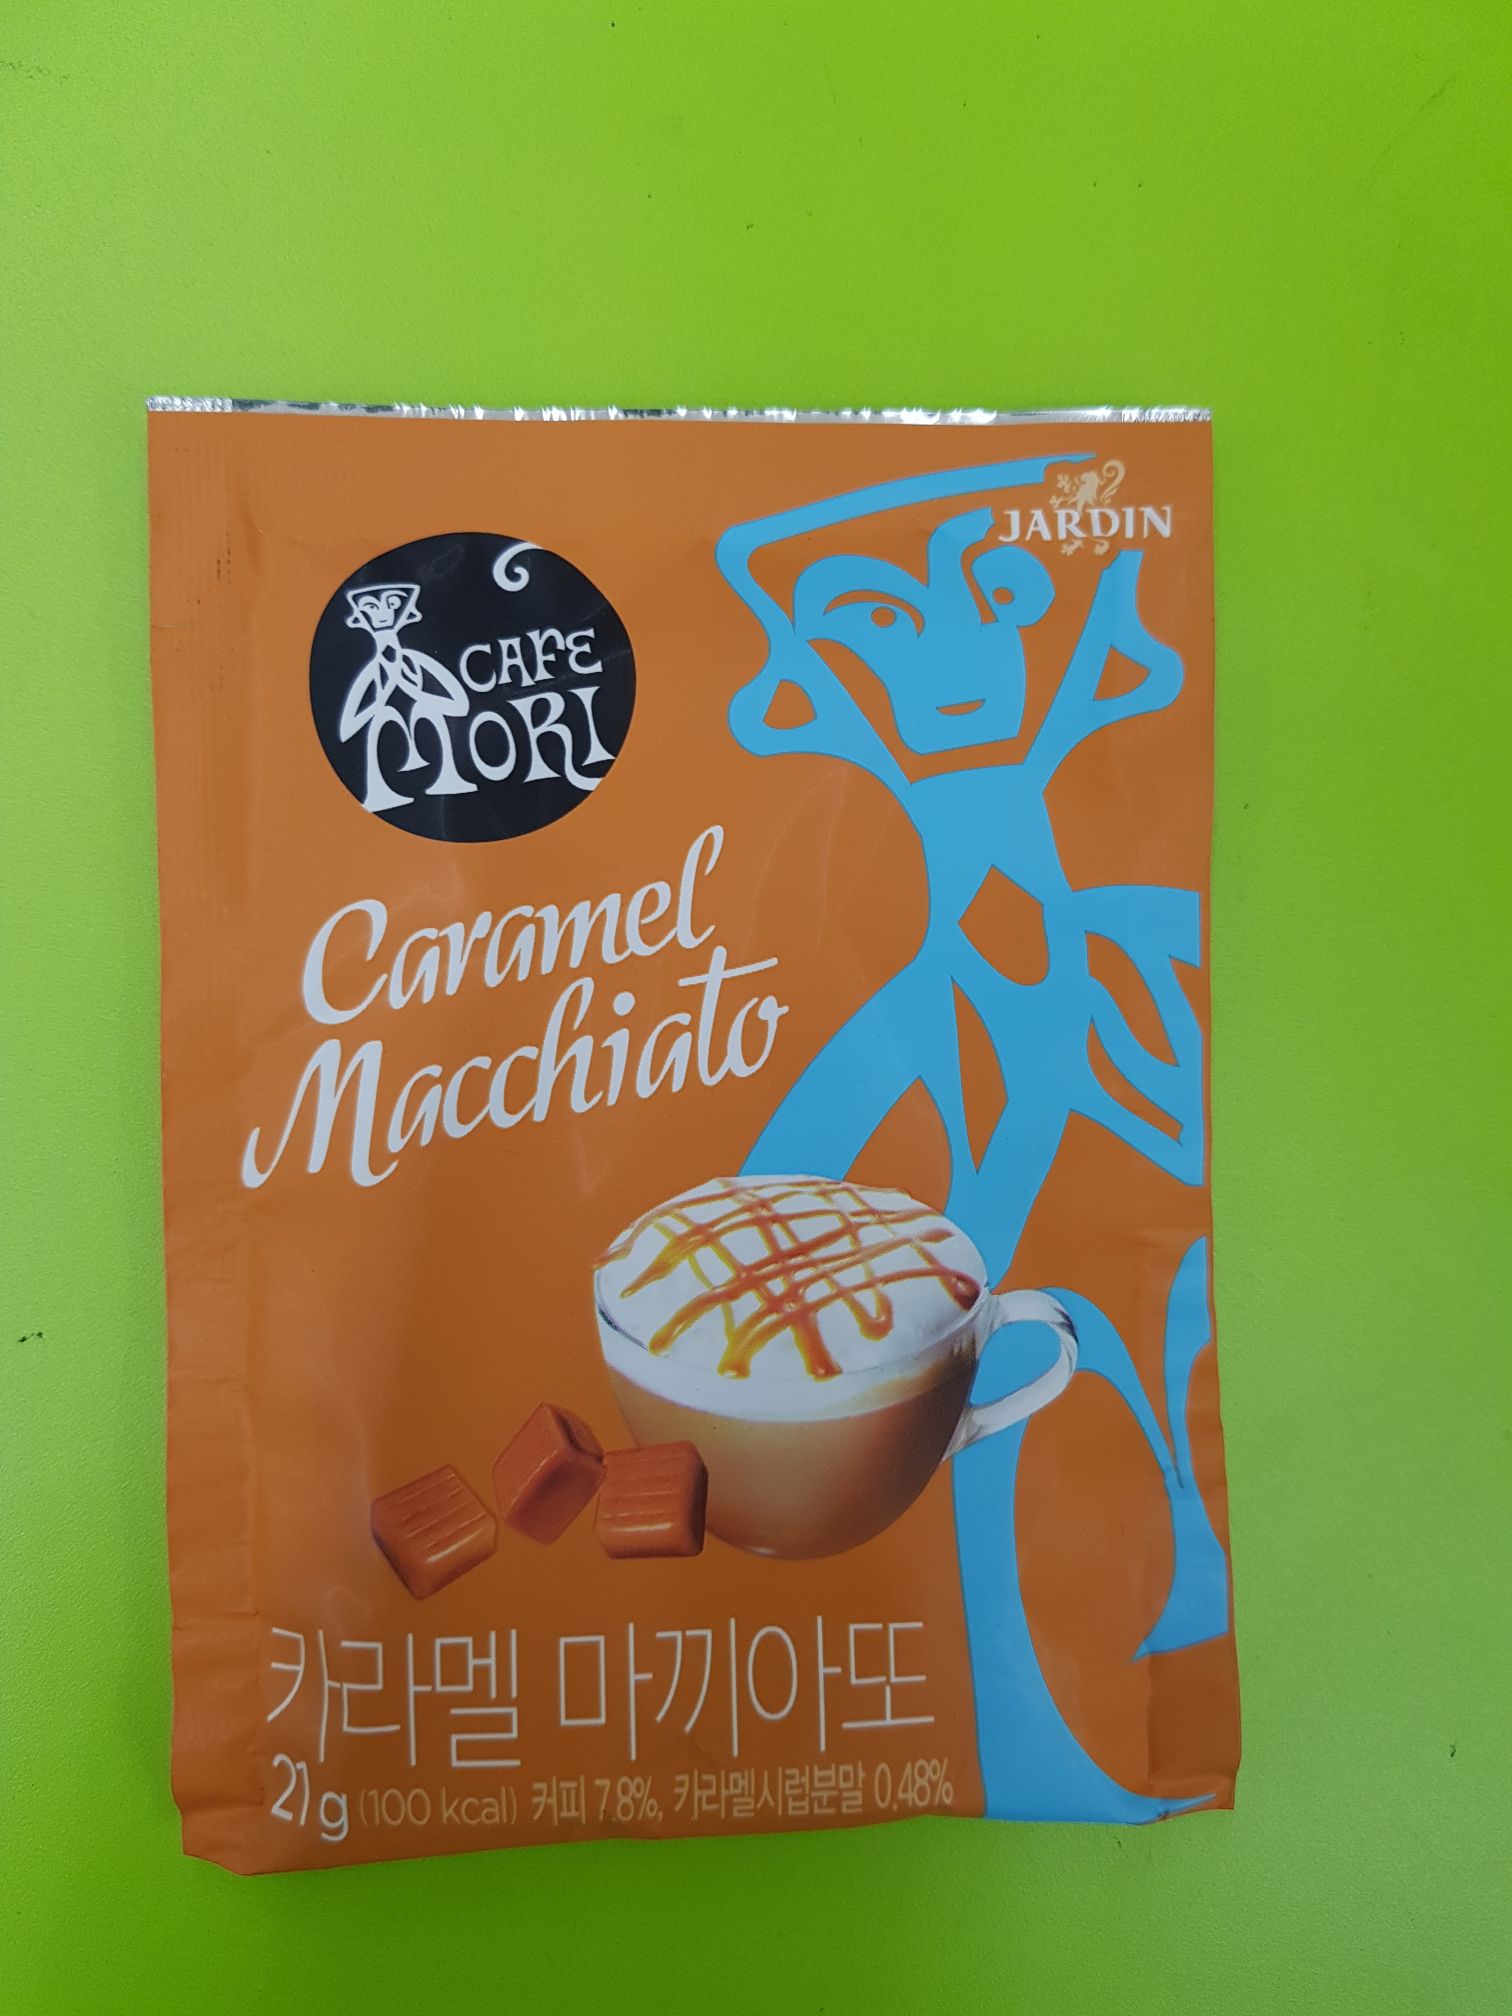 JARDIN
CAFE
MORI
Caramel
Macchiato
카라멜 마끼아또
21g (100 kcal) 커피 7.8%, 카라멜시럽분말 0.48%